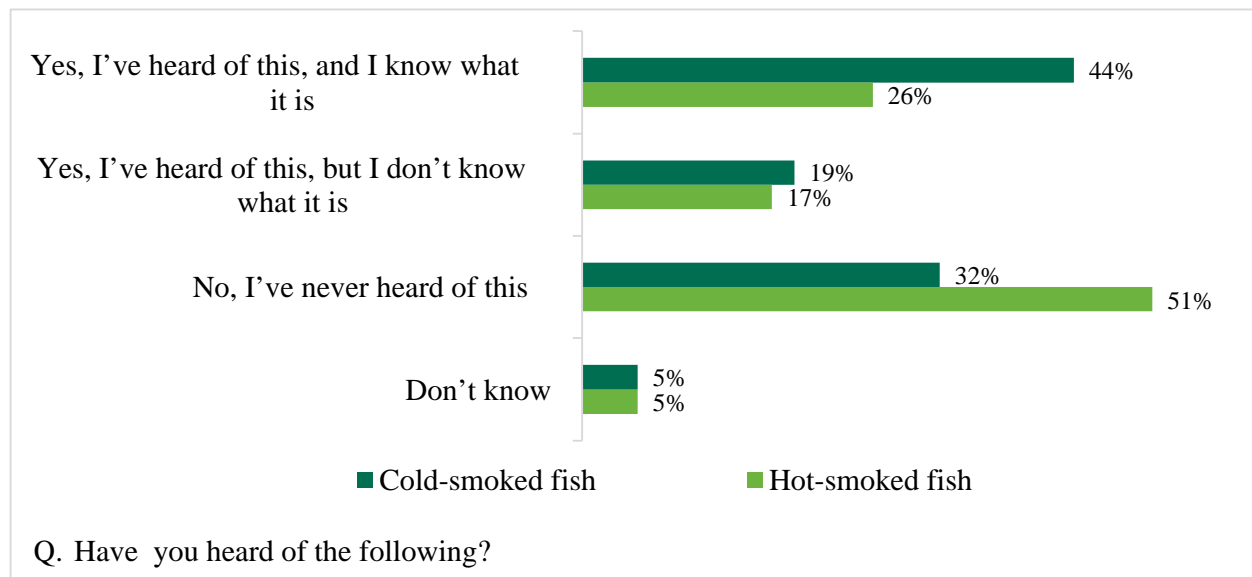 Yes, I’ve heard of this, and I know what
it is
44%
26%
Yes, I’ve heard of this, but I don’t know
what it is
19%
17%
No, I’ve never heard of this
32%
51%
Don’t know
5%
5%
Cold-smoked fish
Hot-smoked fish
Q. Have you heard of the following?